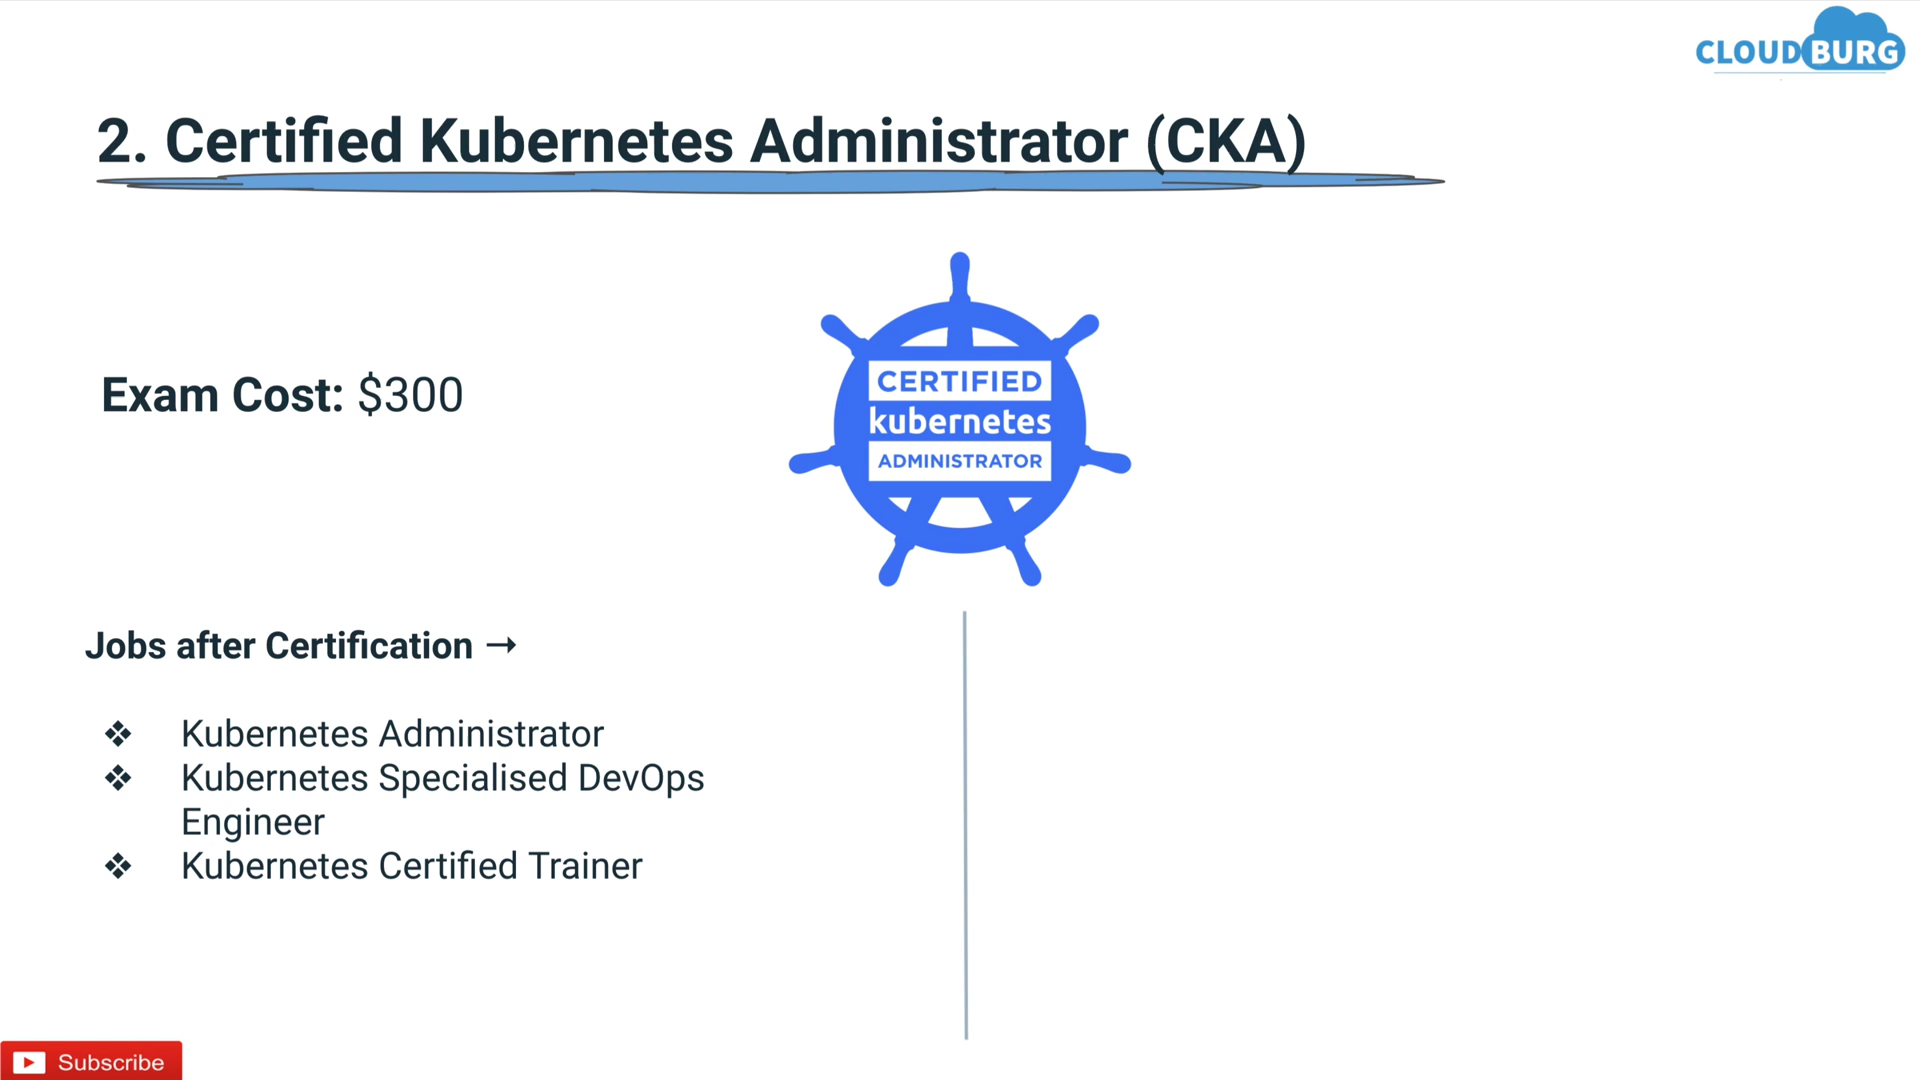 CLOUDBURG
2. Certified Kubernetes Administrator (CKA)
CERTIFIED
kubernetes
ADMINISTRATOR
Exam Cost: $300
Jobs after Certification →
❖ Kubernetes Administrator
❖ Kubernetes Specialised DevOps
Engineer
❖ Kubernetes Certified Trainer
Subscribe